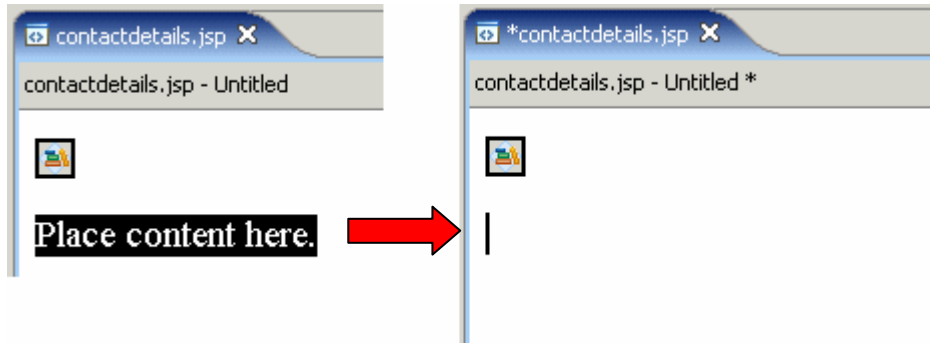 contactdetails.jsp
contactdetails.jsp - Untitled
Place content here.
*contactdetails.jsp
contactdetails.jsp - Untitled *